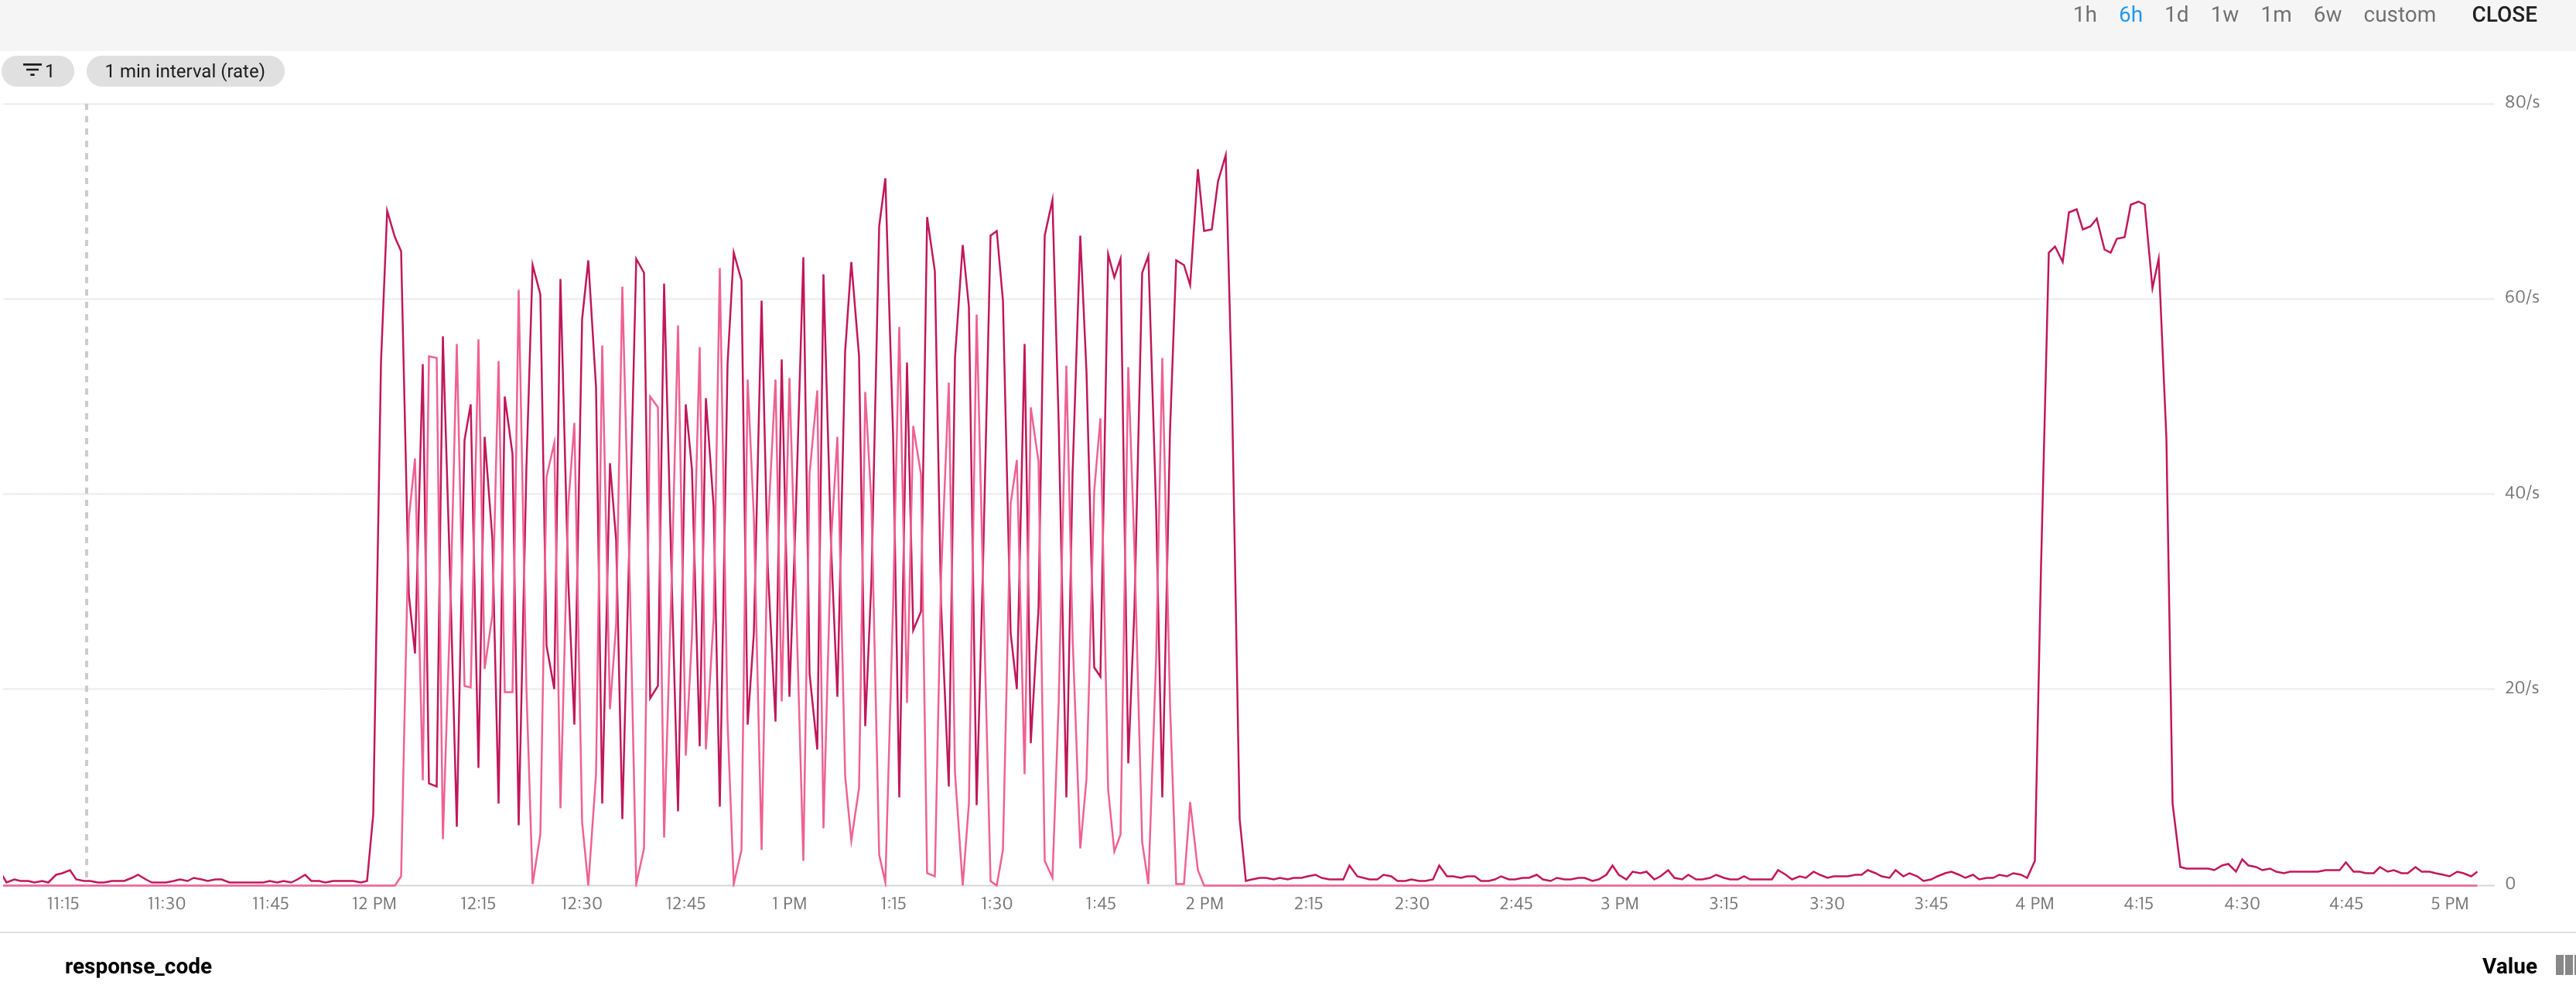 1h 6h 1d 1w 1m 6w custom CLOSE
1 1 min interval (rate)
80/s
60/s
40/s
20/s
0
11:15 11:30 11:45 12 PM 12:15 12:30 12:45 1 PM 1:15 1:30 1:45 2 PM 2:15 2:30 2:45 3 PM 3:15 3:30 3:45 4 PM 4:15 4:30 4:45 5 PM
response_code Value